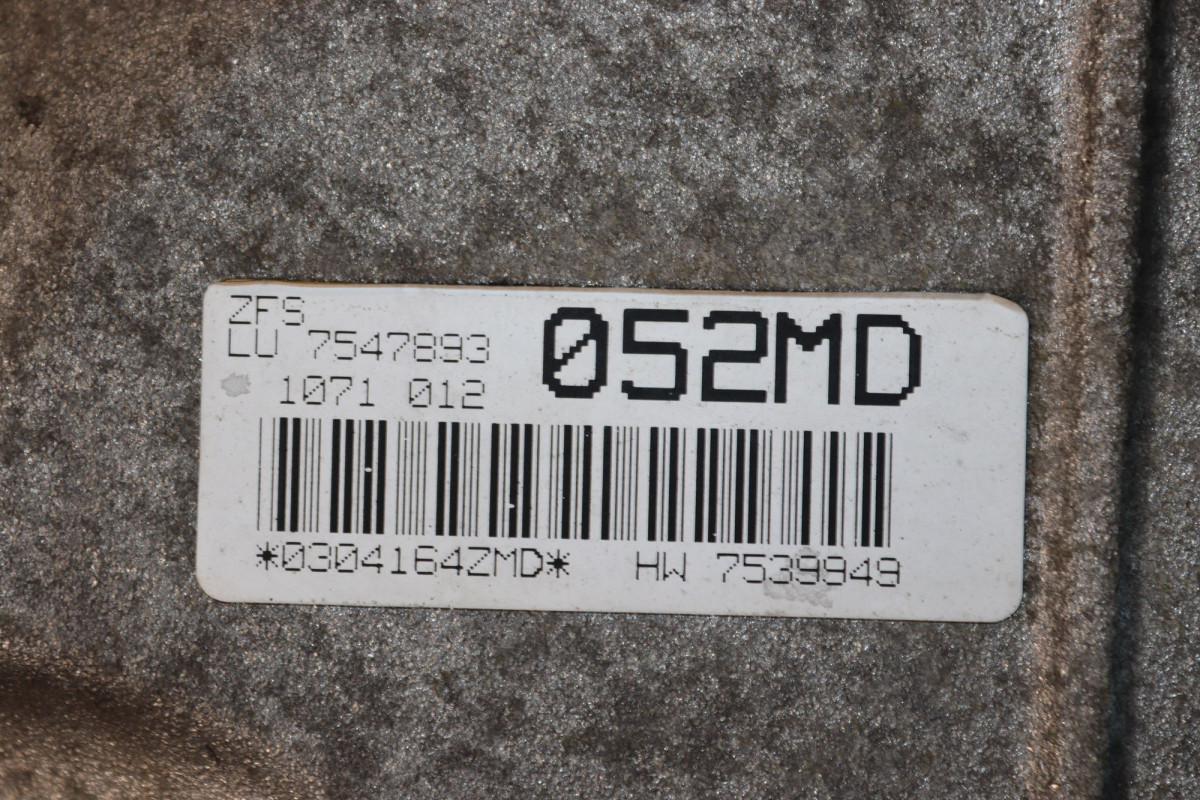 ZFS
LU 7547893
1071 012
052MD
*0304164ZMD* HW 7539949